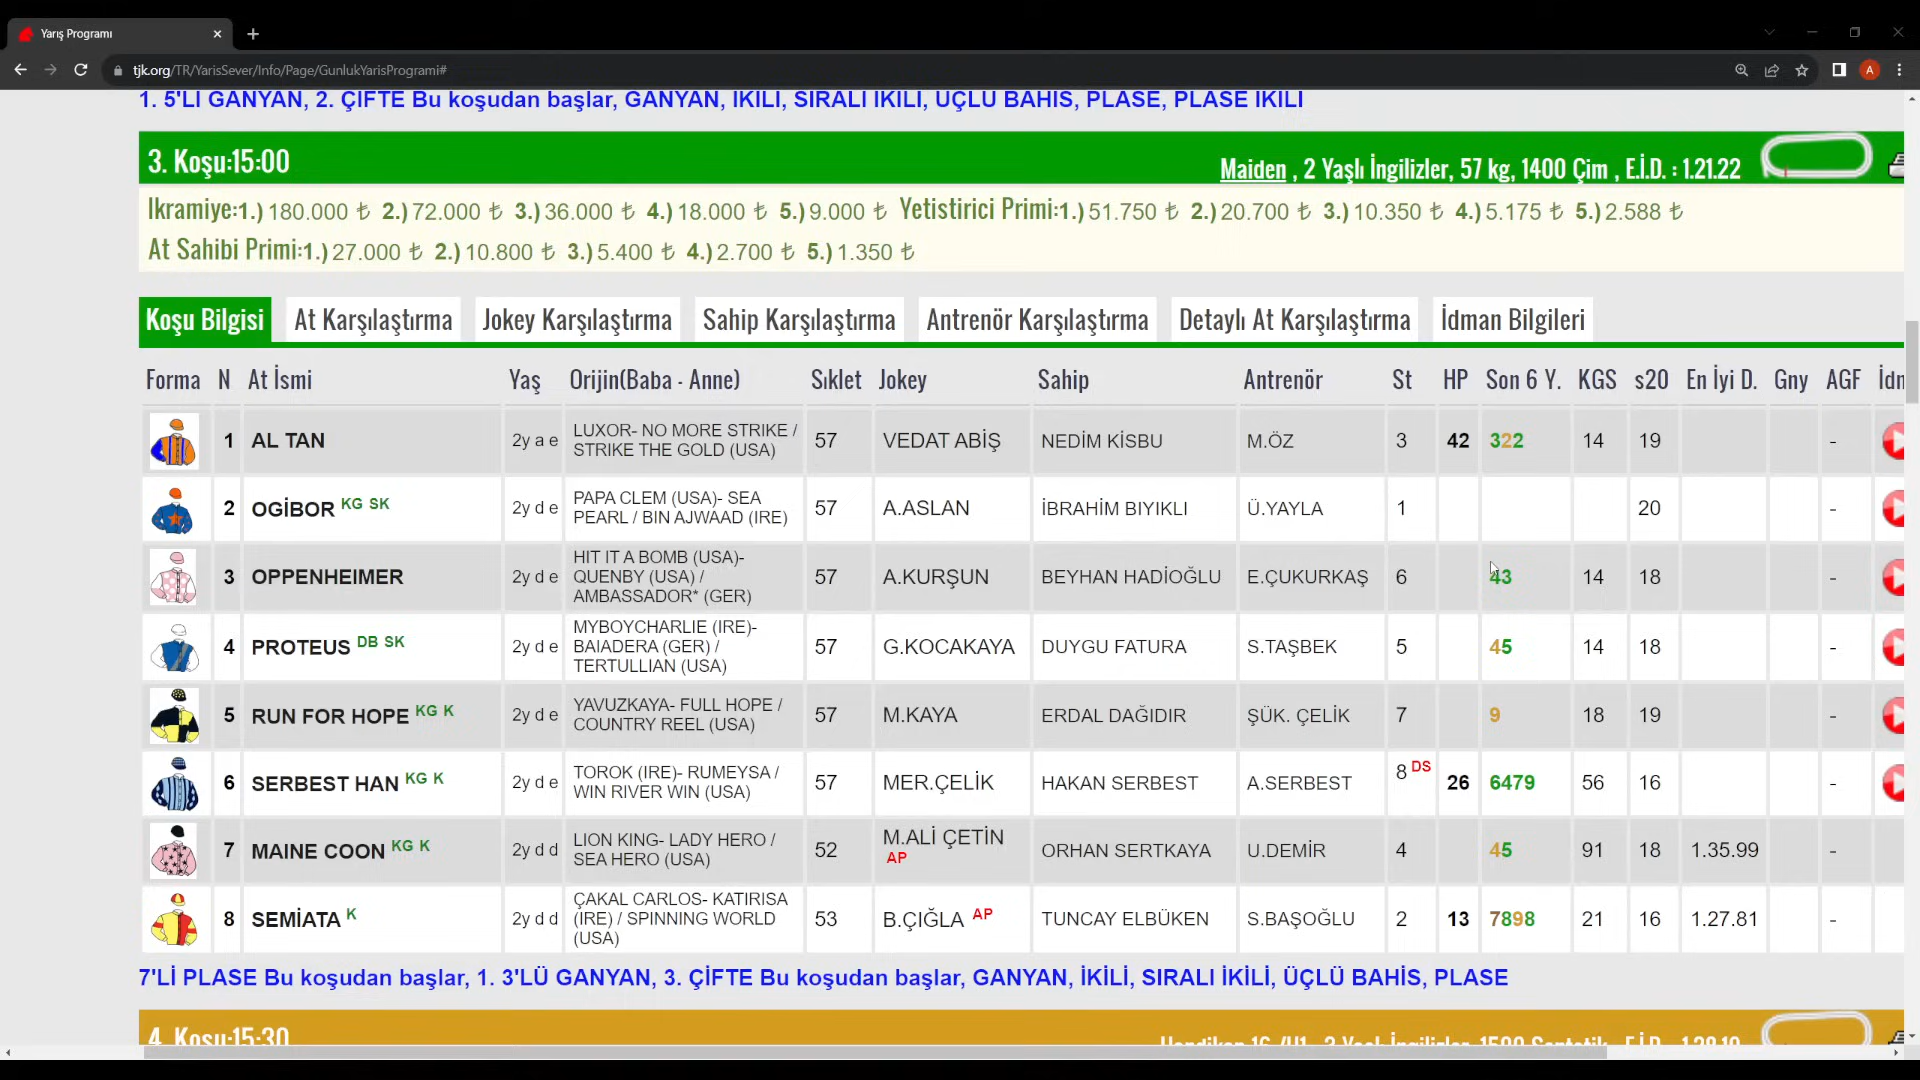 Yarış Programı
tjk.org/TR/YarisSever/Info/Page/GunlukYarisProgrami#
A
1. 5'Lİ GANYAN, 2. ÇİFTE Bu koşudan başlar, GANYAN, İKİLİ, SIRALI İKİLİ, ÜÇLÜ BAHİS, PLASE, PLASE İKİLİ
3. Koşu:15:00
Maiden , 2 Yaşlı İngilizler, 57 kg, 1400 Çim , E.İ.D. : 1.21.22
Ikramiye:1.) 180.000 ₺ 2.) 72.000 ₺ 3.) 36.000 ₺ 4.) 18.000 ₺ 5.) 9.000 ₺ Yetistirici Primi:1.) 51.750 ₺ 2.) 20.700 ₺ 3.) 10.350 ₺ 4.) 5.175 ₺ 5.) 2.588 ₺
At Sahibi Primi:1.) 27.000 ₺ 2.) 10.800 ₺ 3.) 5.400 ₺ 4.) 2.700 ₺ 5.) 1.350 ₺
Koşu Bilgisi At Karşılaştırma Jokey Karşılaştırma Sahip Karşılaştırma Antrenör Karşılaştırma Detaylı At Karşılaştırma İdman Bilgileri
Forma N At İsmi Yaş Orijin(Baba - Anne) Sıklet Jokey Sahip Antrenör St HP Son 6 Y. KGS s20 En İyi D. Gny AGF İdn
1 AL TAN 2y a e LUXOR- NO MORE STRIKE / STRIKE THE GOLD (USA) 57 VEDAT ABİŞ NEDİM KİSBU M.ÖZ 3 42 322 14 19 -
2 OGİBOR KG SK 2y d e PAPA CLEM (USA)- SEA PEARL / BIN AJWAAD (IRE) 57 A.ASLAN İBRAHİM BIYIKLI Ü.YAYLA 1 20 -
3 OPPENHEIMER 2y d e HIT IT A BOMB (USA)- QUENBY (USA) / AMBASSADOR* (GER) 57 A.KURŞUN BEYHAN HADİOĞLU E.ÇUKURKAŞ 6 43 14 18 -
4 PROTEUS DB SK 2y d e MYBOYCHARLIE (IRE)- BAIADERA (GER) / TERTULLIAN (USA) 57 G.KOCAKAYA DUYGU FATURA S.TAŞBEK 5 45 14 18 -
5 RUN FOR HOPE KG K 2y d e YAVUZKAYA- FULL HOPE / COUNTRY REEL (USA) 57 M.KAYA ERDAL DAĞIDIR ŞÜK. ÇELİK 7 9 18 19 -
6 SERBEST HAN KG K 2y d e TOROK (IRE)- RUMEYSA / WIN RIVER WIN (USA) 57 MER.ÇELİK HAKAN SERBEST A.SERBEST 8 DS 26 6479 56 16 -
7 MAINE COON KG K 2y d d LION KING- LADY HERO / SEA HERO (USA) 52 M.ALİ ÇETİN AP ORHAN SERTKAYA U.DEMİR 4 45 91 18 1.35.99 -
8 SEMİATA K 2y d d ÇAKAL CARLOS- KATIRISA (IRE) / SPINNING WORLD (USA) 53 B.ÇIĞLA AP TUNCAY ELBÜKEN S.BAŞOĞLU 2 13 7898 21 16 1.27.81 -
7'Lİ PLASE Bu koşudan başlar, 1. 3'LÜ GANYAN, 3. ÇİFTE Bu koşudan başlar, GANYAN, İKİLİ, SIRALI İKİLİ, ÜÇLÜ BAHİS, PLASE
4. Koşu:15:30